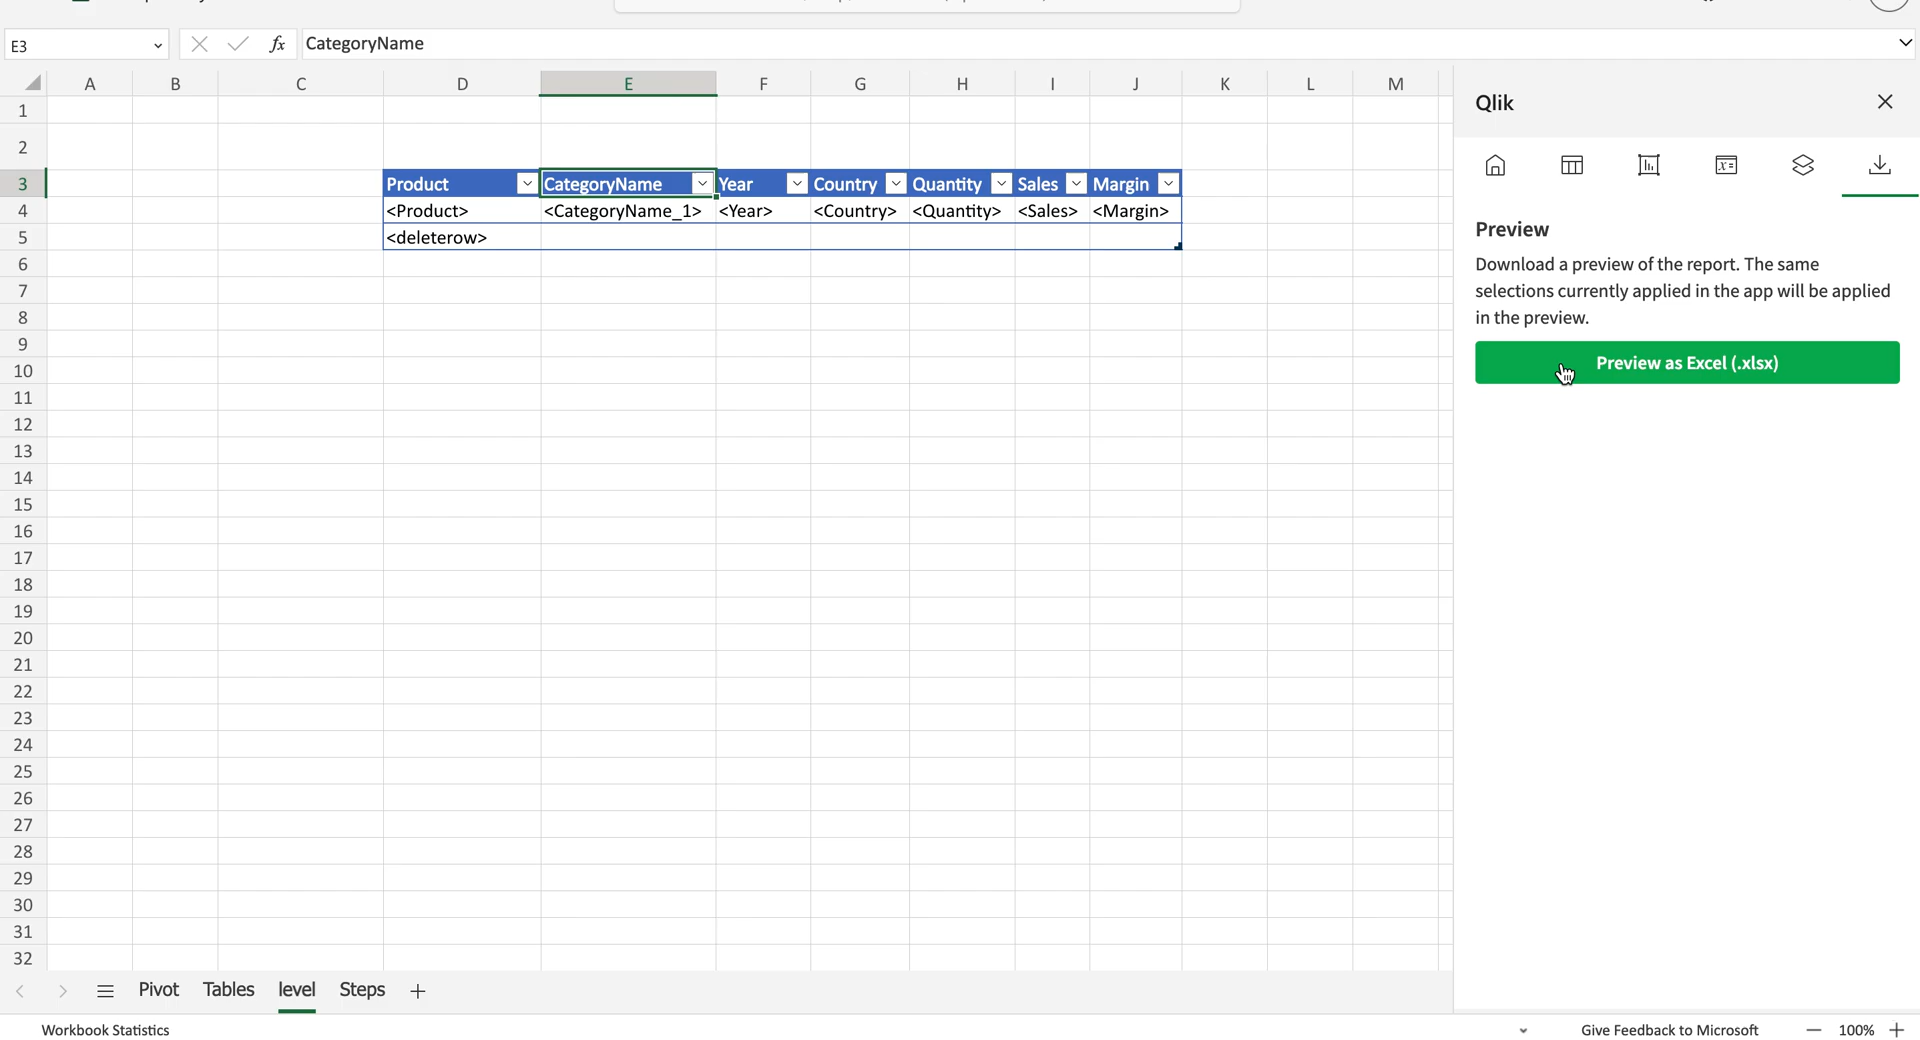 E3 fx CategoryName
A B C D E F G H I J K L M
1
2
3 Product CategoryName Year Country Quantity Sales Margin
4 <Product> <CategoryName_1> <Year> <Country> <Quantity> <Sales> <Margin>
5 <deleterow>
6
7
8
9
10
11
12
13
14
15
16
17
18
19
20
21
22
23
24
25
26
27
28
29
30
31
32
Pivot Tables level Steps
Workbook Statistics
Qlik
Preview
Download a preview of the report. The same
selections currently applied in the app will be applied
in the preview.
Preview as Excel (.xlsx)
Give Feedback to Microsoft 100%